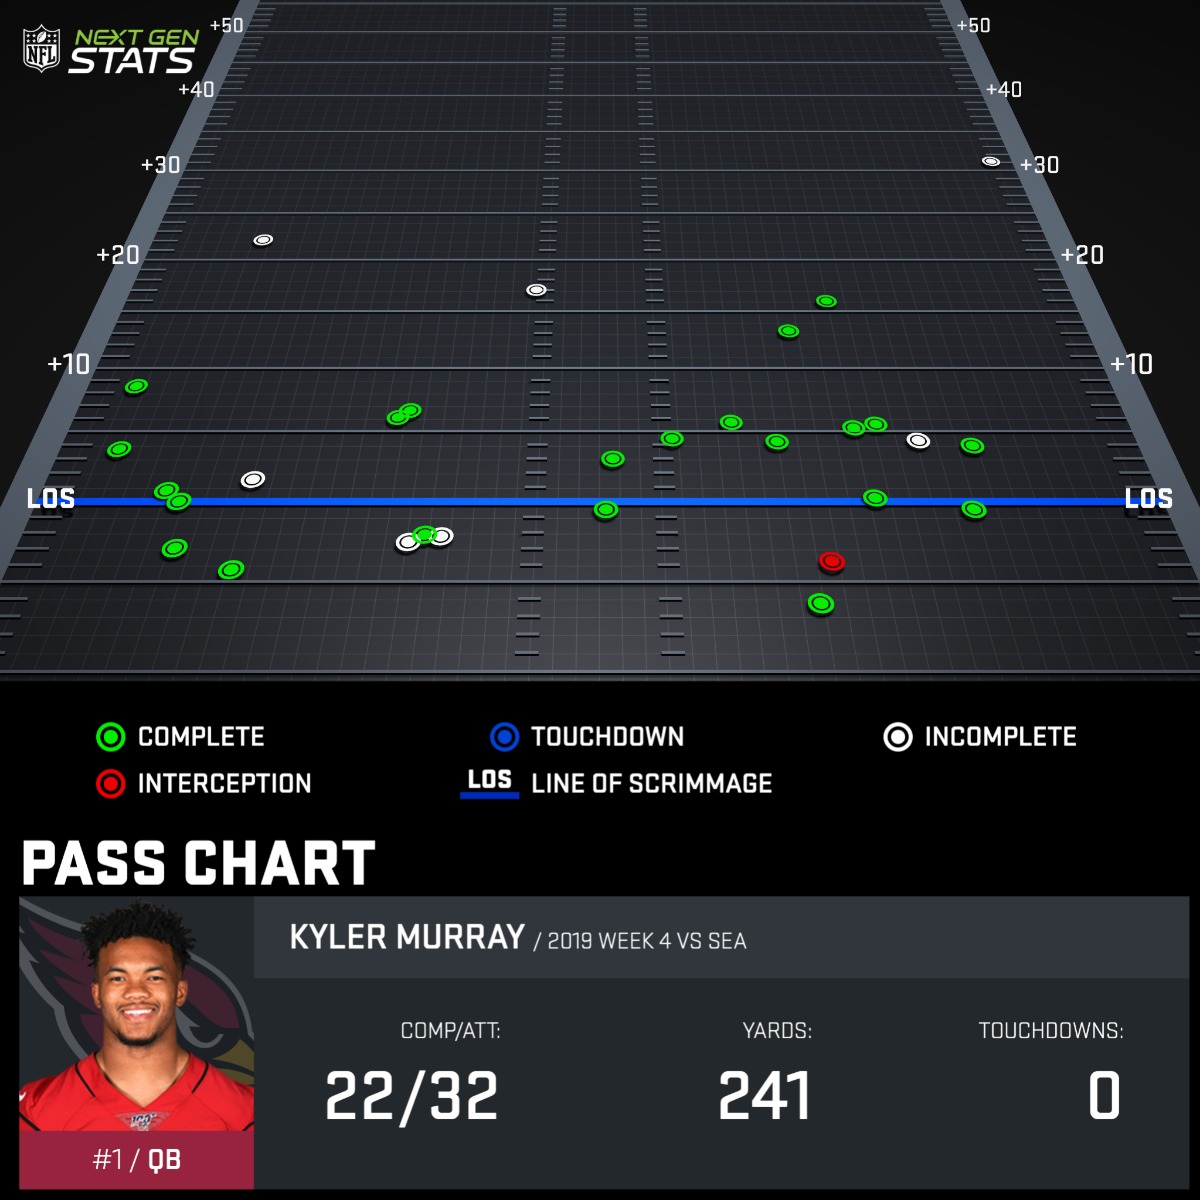 NFL
NEXT GEN
STATS
+50 +50
+40 +40
+30 +30
+20 +20
+10 +10
LOS LOS
COMPLETE TOUCHDOWN INCOMPLETE
INTERCEPTION LOS LINE OF SCRIMMAGE
PASS CHART
KYLER MURRAY / 2019 WEEK 4 VS SEA
COMP/ATT: YARDS: TOUCHDOWNS:
22/32 241 0
#1 / QB